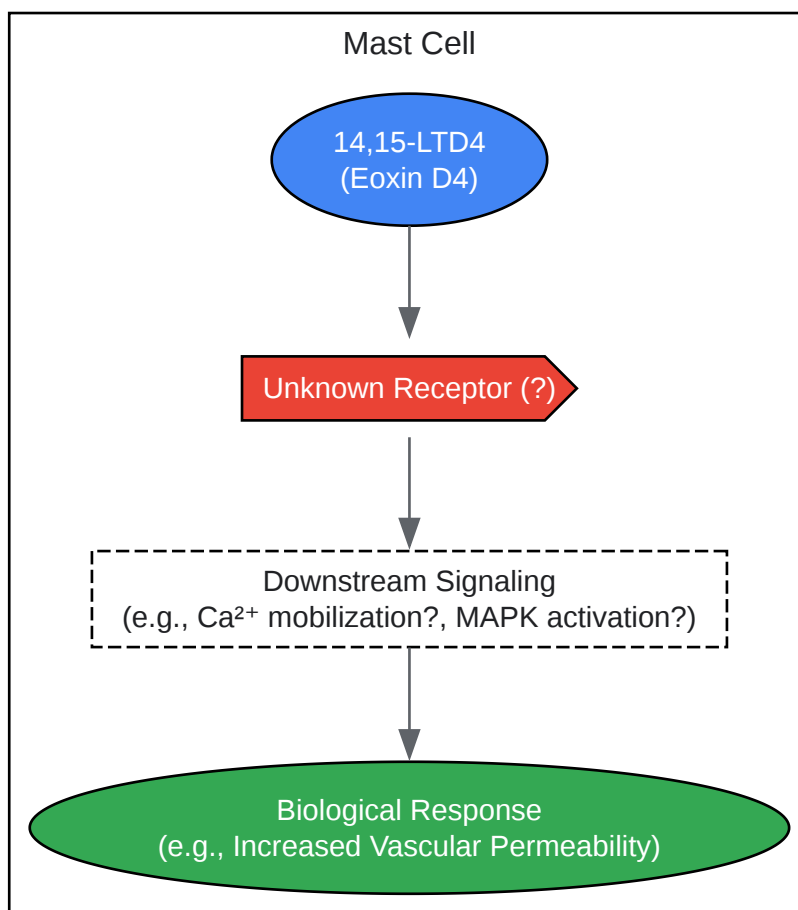 Mast Cell
14,15-LTD4
(Eoxin D4)
Unknown Receptor (?)
Downstream Signaling
(e.g., Ca²⁺ mobilization?, MAPK activation?)
Biological Response
(e.g., Increased Vascular Permeability)